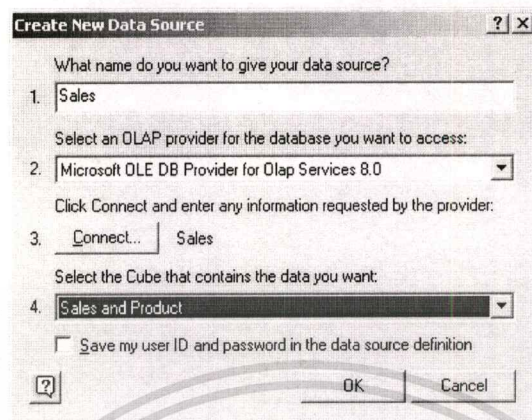 Create New Data Source ? ×
What name do you want to give your data source?
1. Sales
Select an OLAP provider for the database you want to access:
2. Microsoft OLE DB Provider for Olap Services 8.0
Click Connect and enter any information requested by the provider:
3. Connect... Sales
Select the Cube that contains the data you want:
4. Sales and Product
Save my user ID and password in the data source definition
? OK Cancel